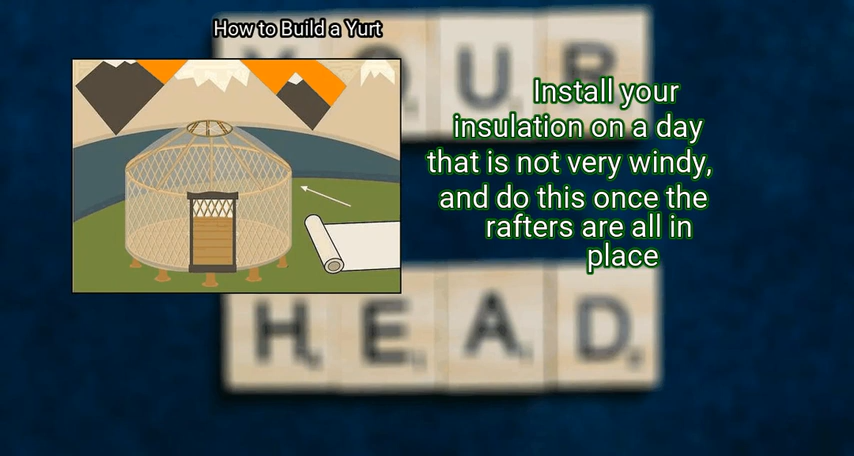 How to Build a Yurt
Y O U R
Install your
insulation on a day
that is not very windy,
and do this once the
rafters are all in
place
H E A D